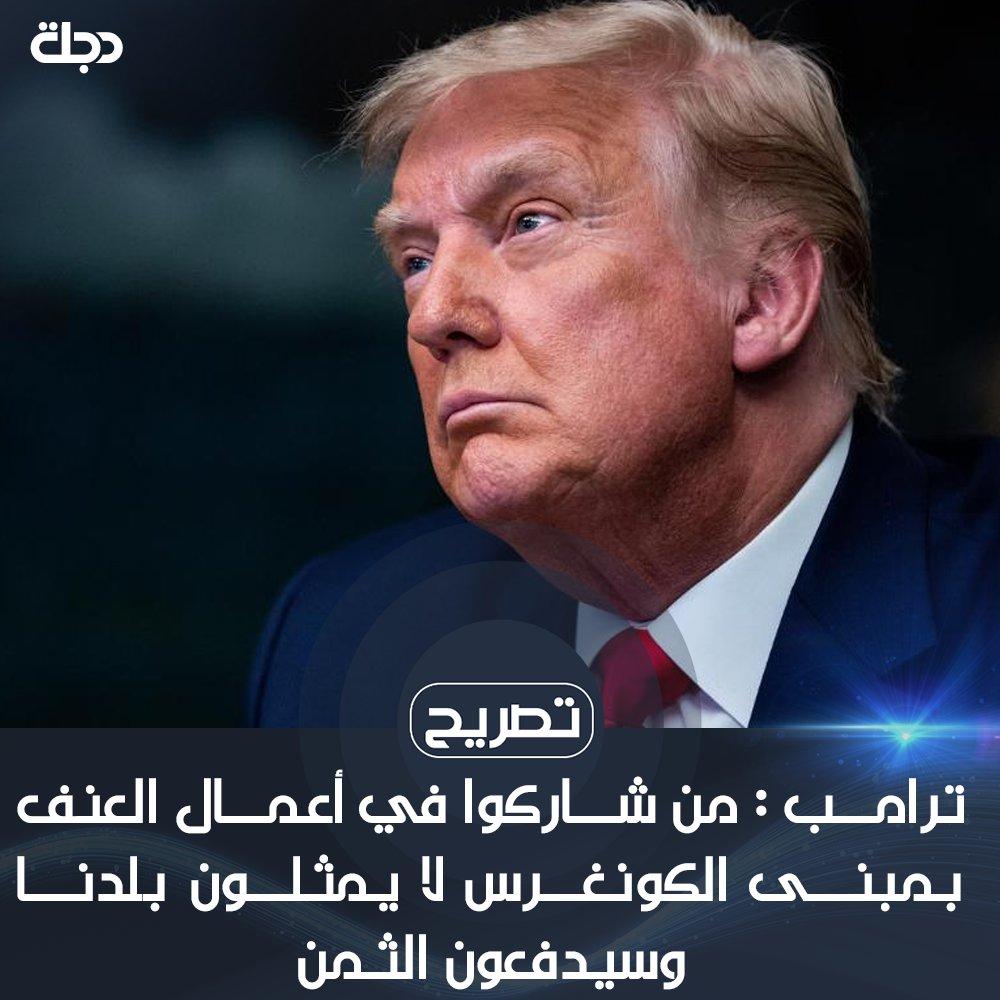 دجلة
تصريح
ترامب : من شاركوا في أعمال العنف
بمبنى الكونغرس لا يمثلون بلدنا
وسيدفعون الثمن